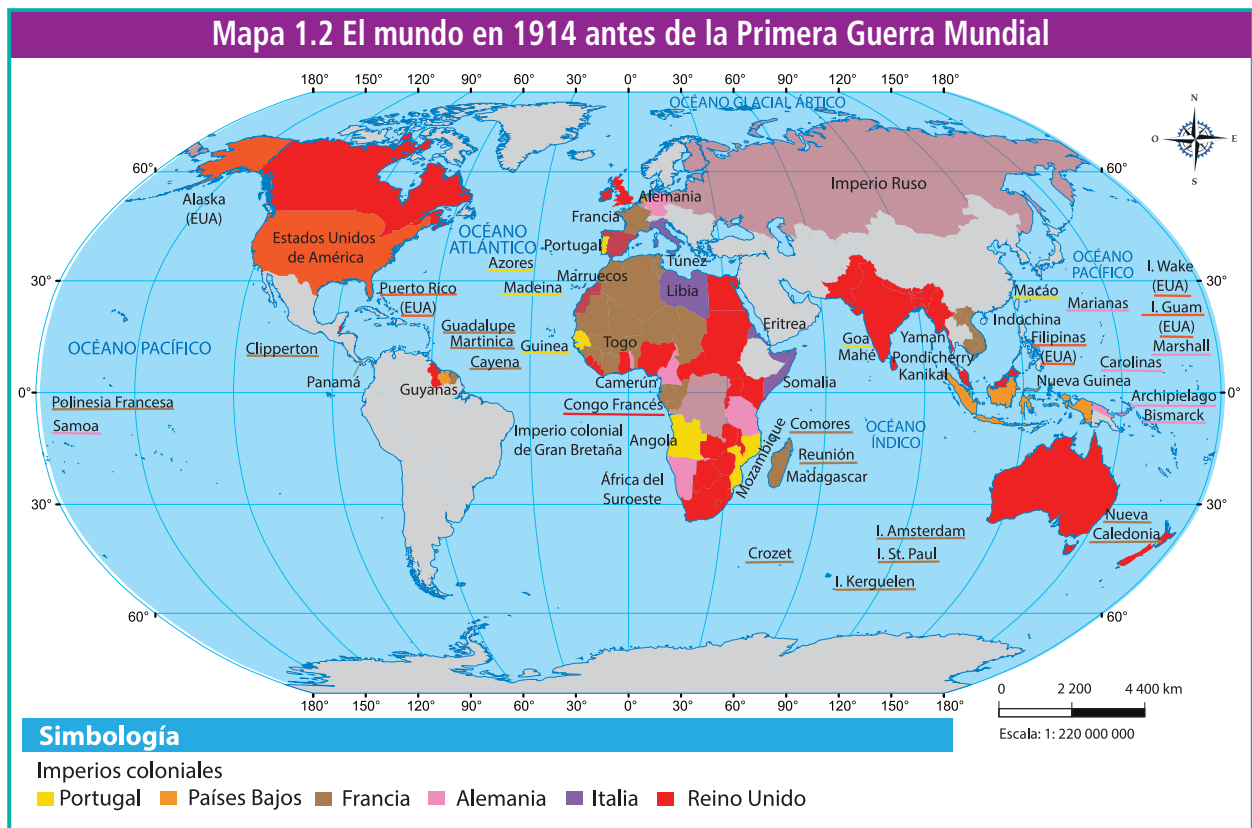 Mapa 1.2 El mundo en 1914 antes de la Primera Guerra Mundial
180° 150° 120° 90° 60° 30° 0° 30° 60° 90° 120° 150° 180°
OCÉANO GLACIAL ÁRTICO
N
O
E
S
60°
60°
Alaska
(EUA)
Imperio Ruso
Alemania
Francia
Estados Unidos
de América
OCÉANO
ATLÁNTICO
Portugal
Azores
Madeina
Túnez
Marruecos
Libia
OCÉANO
PACÍFICO
I. Wake
(EUA)
30°
30°
Puerto Rico
(EUA)
Macáo
Marianas
I. Guam
(EUA)
Marshall
Guadalupe
Martinica
Cayena
Guinea
Togo
Eritrea
Goa
Mahé
Yaman
Pondicherry
Kanikal
Indochina
Filipinas
(EUA)
Carolinas
OCÉANO PACÍFICO
Clipperton
Panamá
Guyanas
Camerún
Somalia
Nueva Guinea
0°
0°
Polinesia Francesa
Samoa
Congo Francés
Archipielago
Bismarck
Imperio colonial
de Gran Bretaña
Angola
Mozambique
Comores
OCÉANO
ÍNDICO
Reunión
Madagascar
África del
Suroeste
30°
30°
Nueva
Caledonia
I. Amsterdam
Crozet
I. St. Paul
I. Kerguelen
60°
60°
180° 150° 120° 90° 60° 30° 0° 30° 60° 90° 120° 150° 180°
0 2 200 4 400 km
Escala: 1: 220 000 000
Simbología
Imperios coloniales
Portugal Países Bajos Francia Alemania Italia Reino Unido